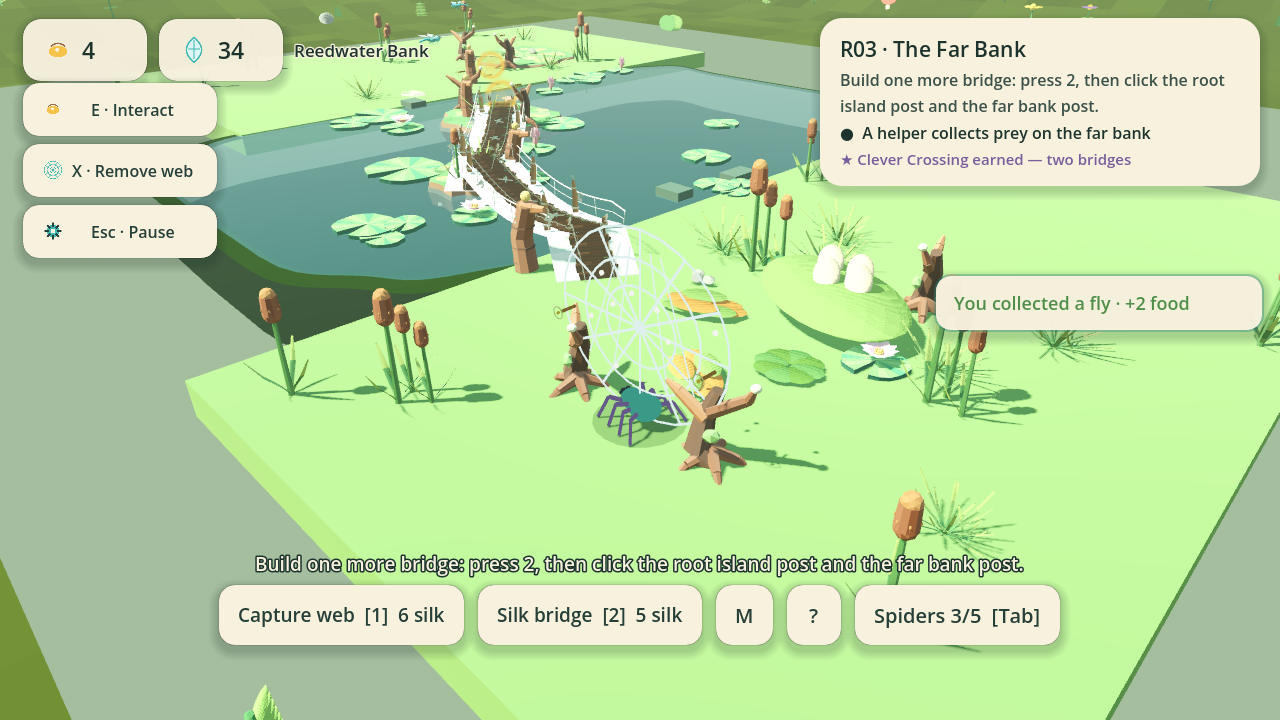 4
34
Reedwater Bank
E · Interact
X · Remove web
Esc · Pause
R03 · The Far Bank
Build one more bridge: press 2, then click the root
island post and the far bank post.
● A helper collects prey on the far bank
★ Clever Crossing earned — two bridges
You collected a fly · +2 food
Build one more bridge: press 2, then click the root island post and the far bank post.
Capture web [1] 6 silk
Silk bridge [2] 5 silk
M
?
Spiders 3/5 [Tab]